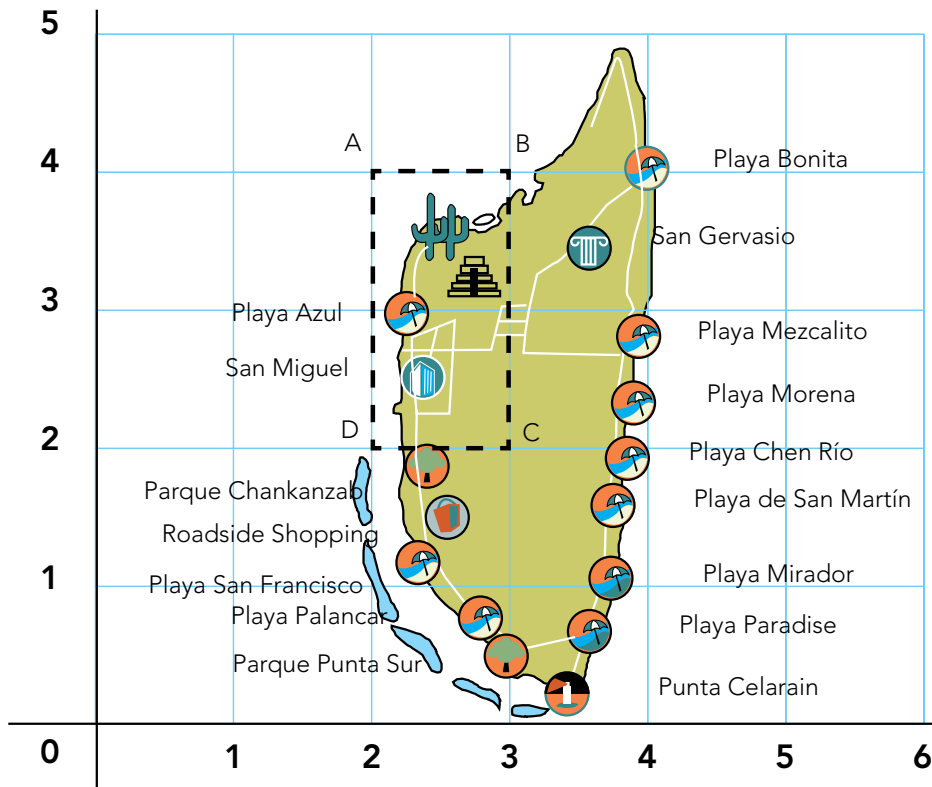 5
A B
4
Playa Bonita
San Gervasio
3
Playa Azul
Playa Mezcalito
San Miguel
Playa Morena
2
D C
Playa Chen Río
Parque Chankanzab
Playa de San Martín
Roadside Shopping
1
Playa San Francisco
Playa Mirador
Playa Palancar
Playa Paradise
Parque Punta Sur
Punta Celarain
0 1 2 3 4 5 6